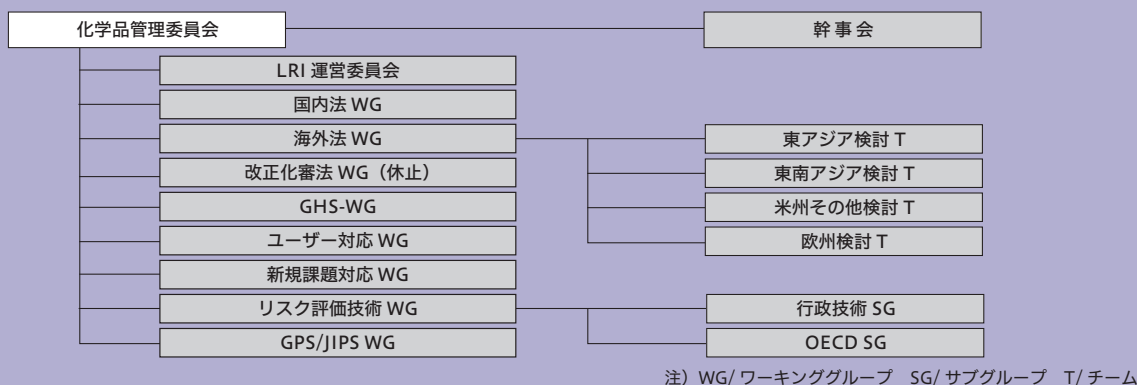 化学品管理委員会
幹事会
LRI 運営委員会
国内法 WG
海外法 WG
東アジア検討 T
改正化審法 WG（休止）
東南アジア検討 T
GHS-WG
米州その他検討 T
ユーザー対応 WG
欧州検討 T
新規課題対応 WG
リスク評価技術 WG
行政技術 SG
GPS/JIPS WG
OECD SG
注）WG/ ワーキンググループ　SG/ サブグループ　T/ チーム